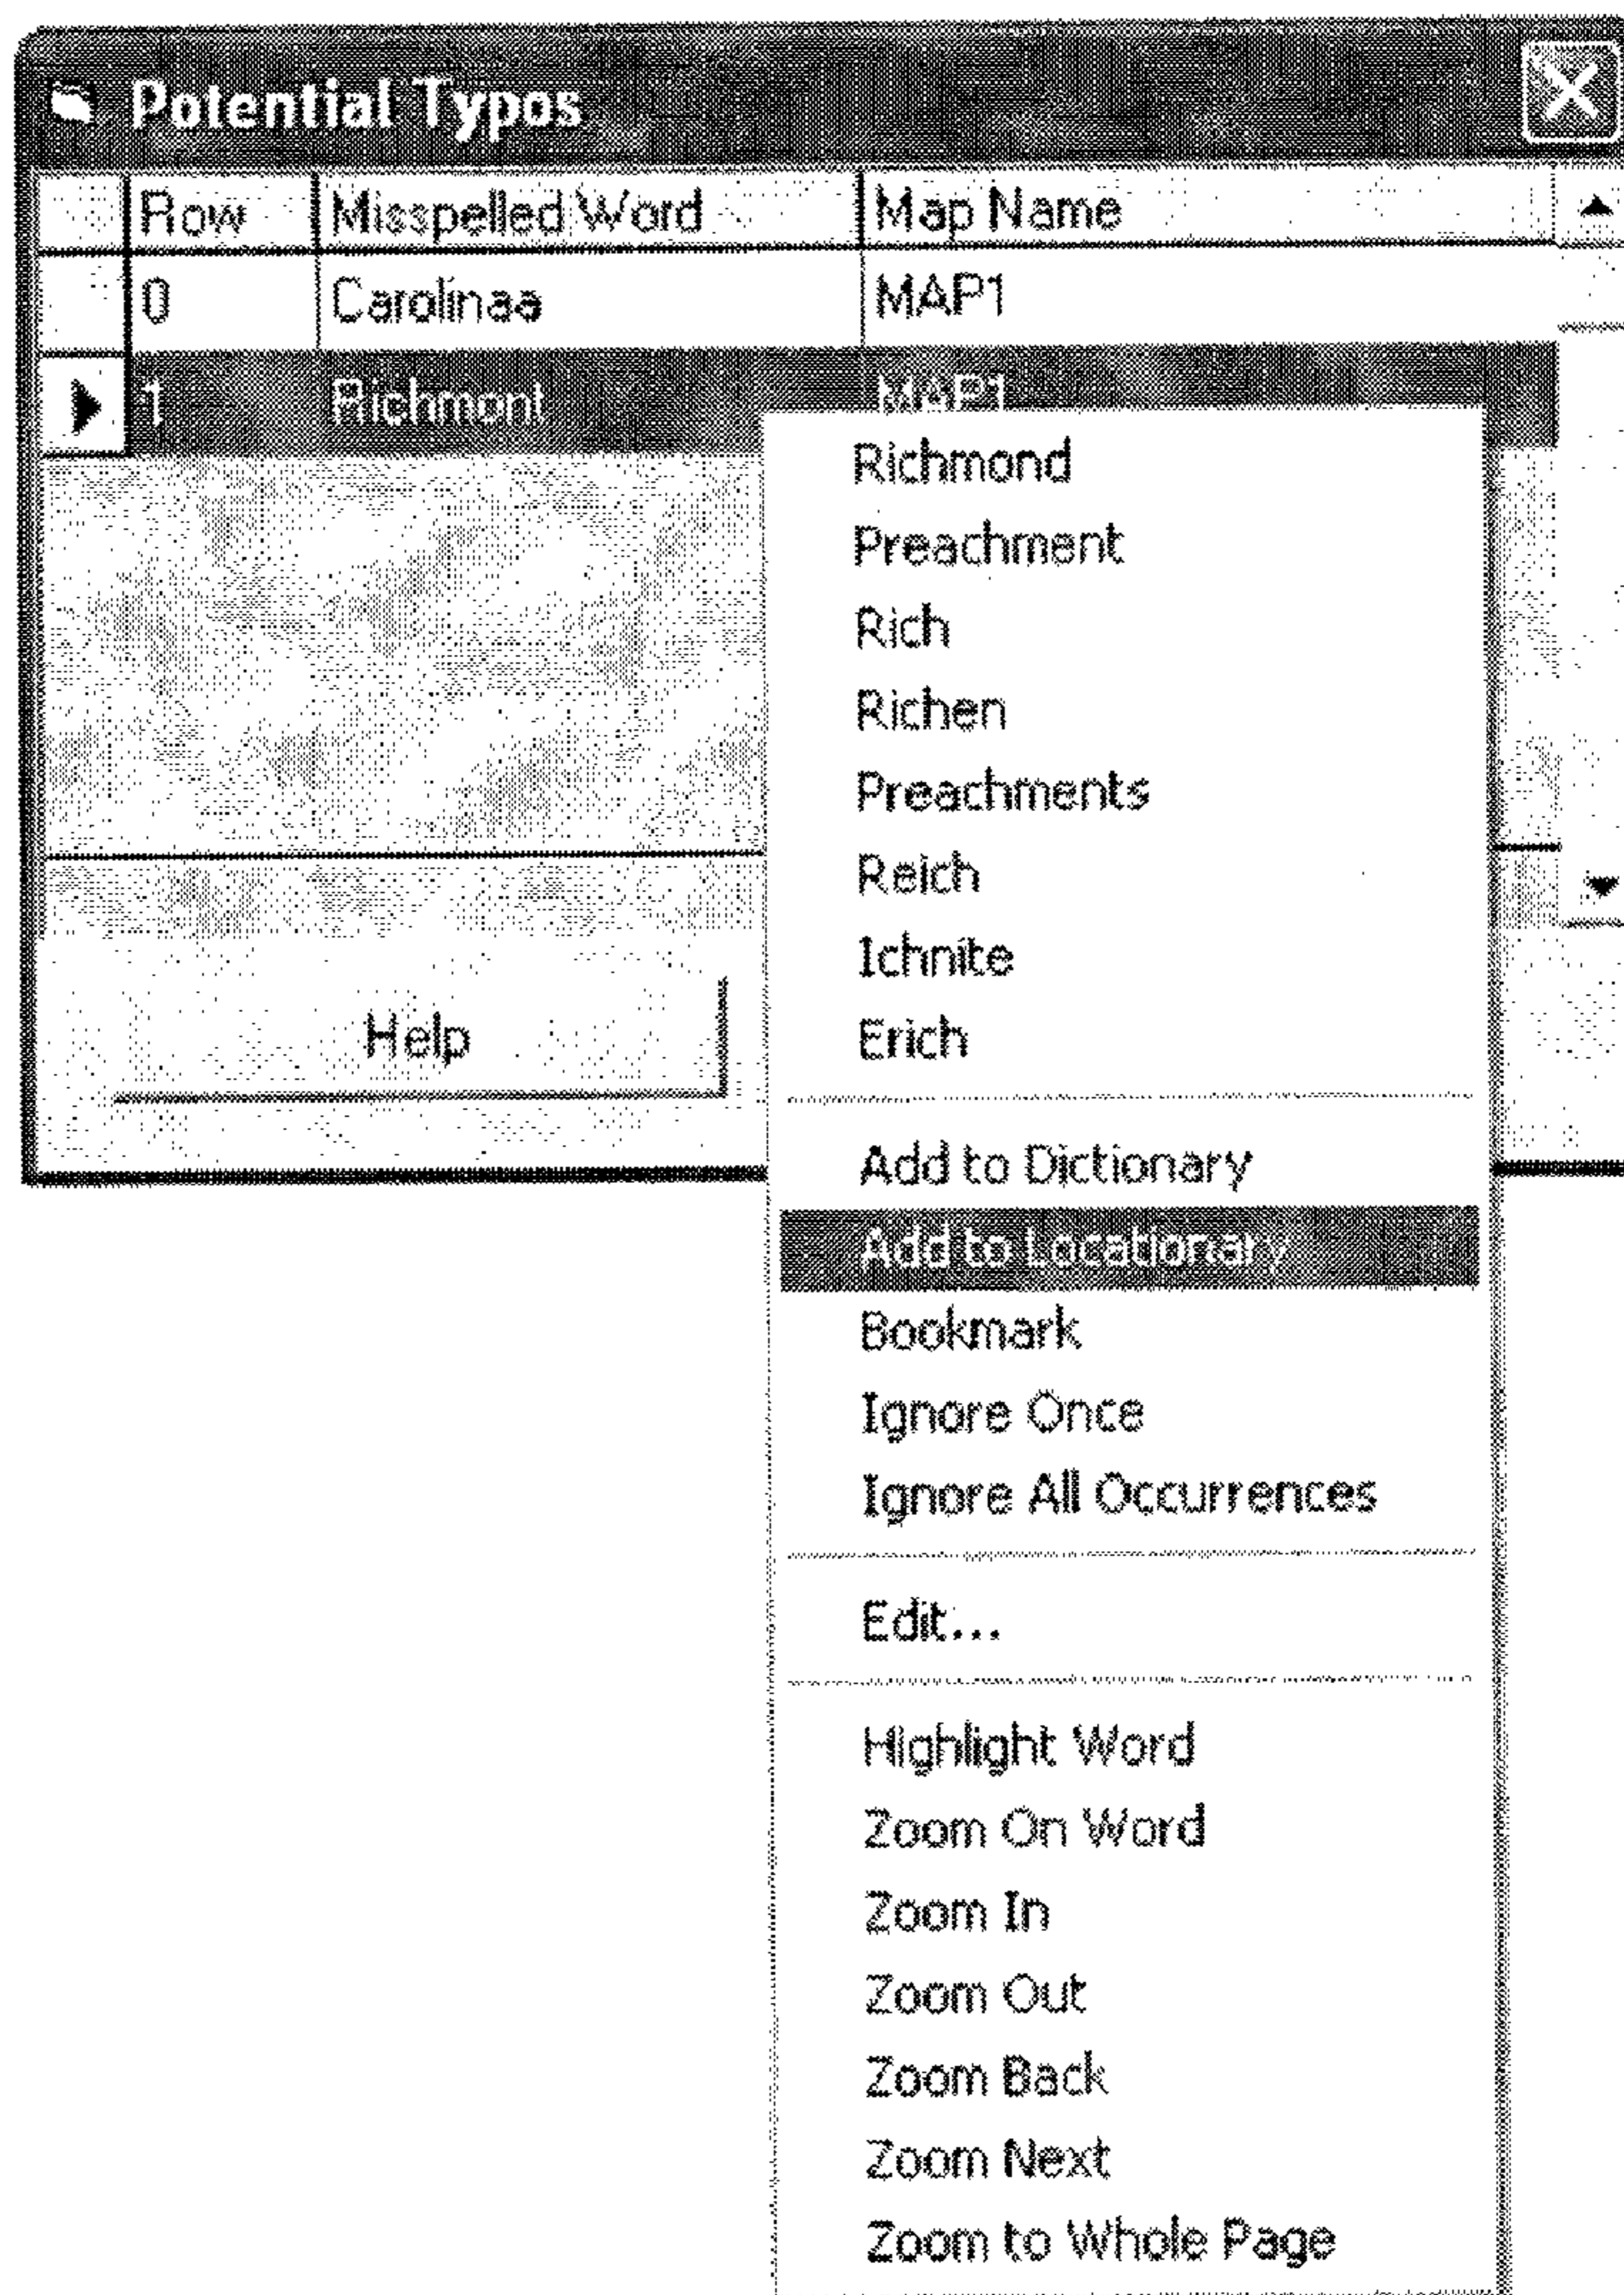 Potential Typos
Row Misspelled Word Map Name
0 Carolinaa MAP1
1 Richmont MAP1
Richmond
Preachment
Rich
Richen
Preachments
Reich
Ichnite
Erich
Help
Add to Dictionary
Add to Locationary
Bookmark
Ignore Once
Ignore All Occurrences
Edit...
Highlight Word
Zoom On Word
Zoom In
Zoom Out
Zoom Back
Zoom Next
Zoom to Whole Page